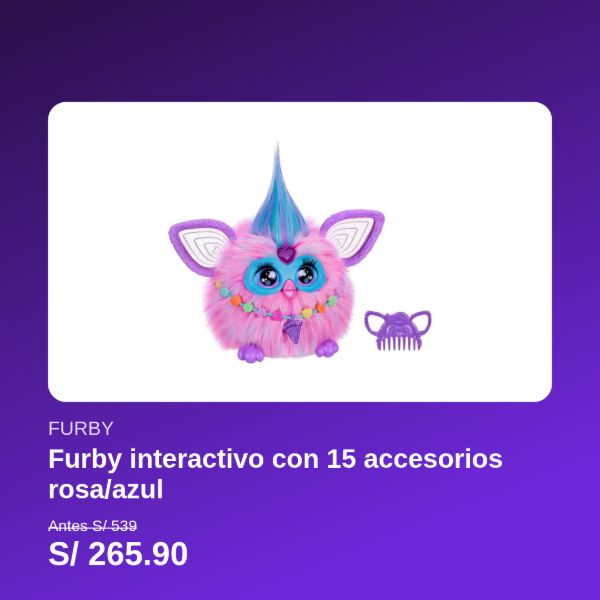 FURBY
Furby interactivo con 15 accesorios
rosa/azul
Antes S/ 539
S/ 265.90